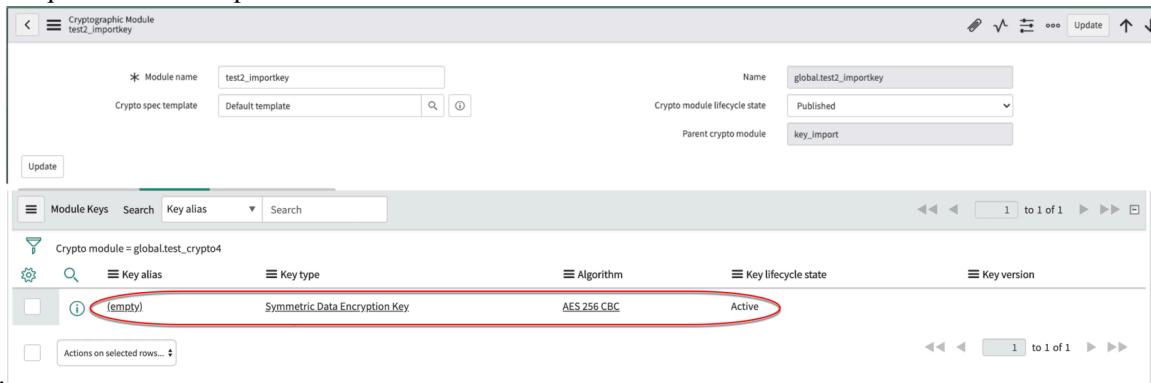 Cryptographic Module
test2_importkey
Update
Module name test2_importkey Name global.test2_importkey
Crypto spec template Default template Crypto module lifecycle state Published
Parent crypto module key_import
Update
Module Keys Search Key alias Search 1 to 1 of 1
Crypto module = global.test_crypto4
Key alias Key type Algorithm Key lifecycle state Key version
(empty) Symmetric Data Encryption Key AES 256 CBC Active
Actions on selected rows... 1 to 1 of 1